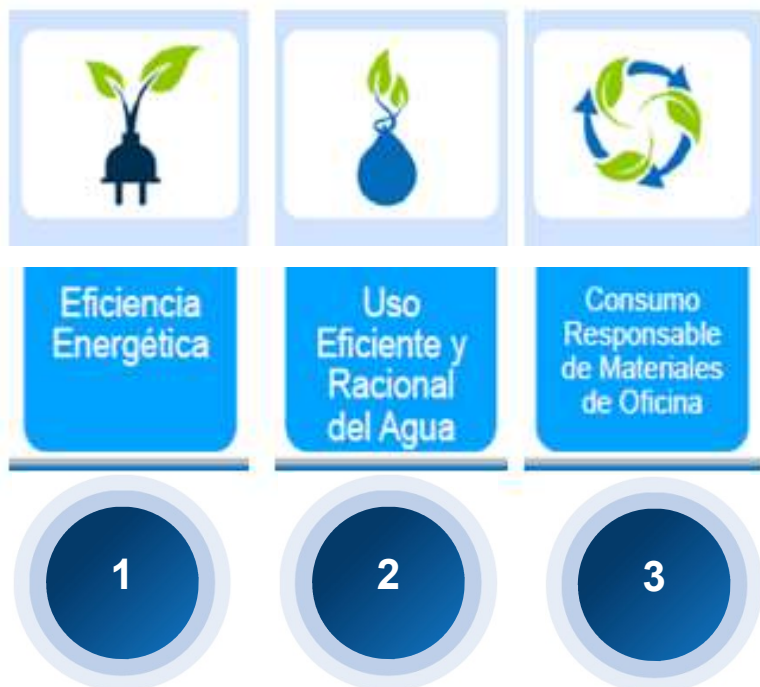 Eficiencia
Energética
Uso
Eficiente y
Racional
del Agua
Consumo
Responsable
de Materiales
de Oficina
1
2
3